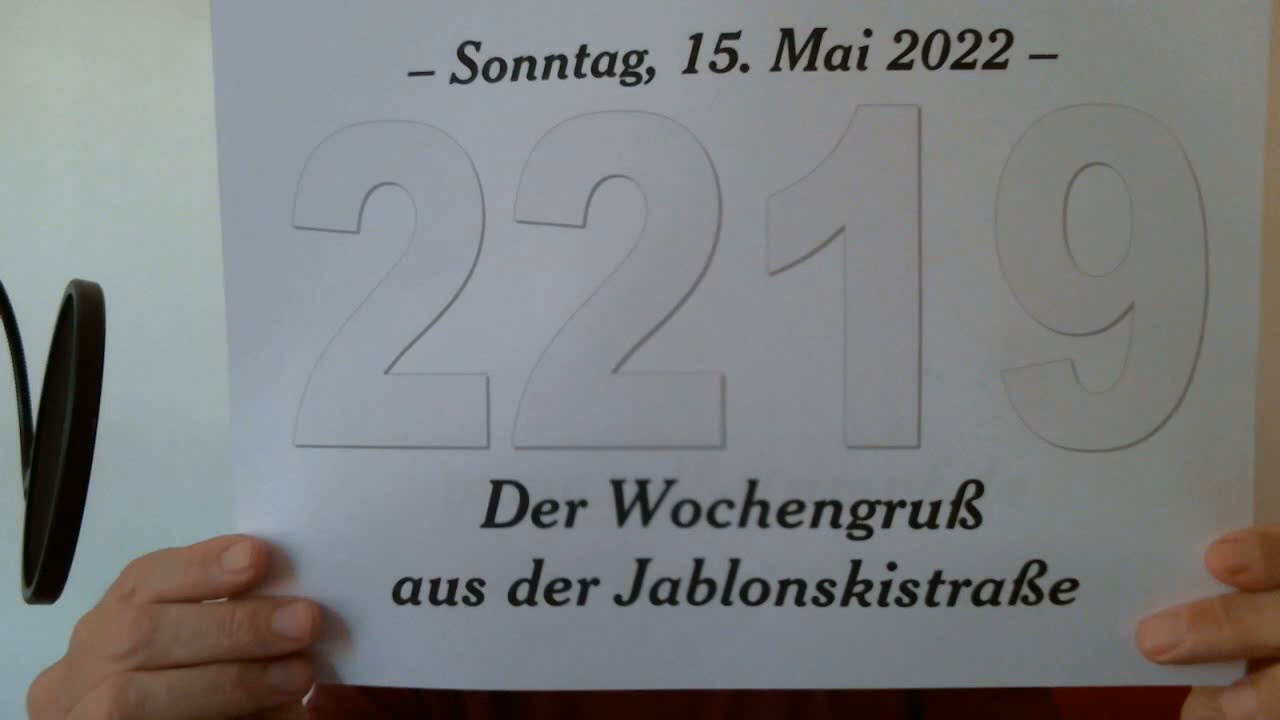 – Sonntag, 15. Mai 2022 –
2219
Der Wochengruß
aus der Jablonskistraße